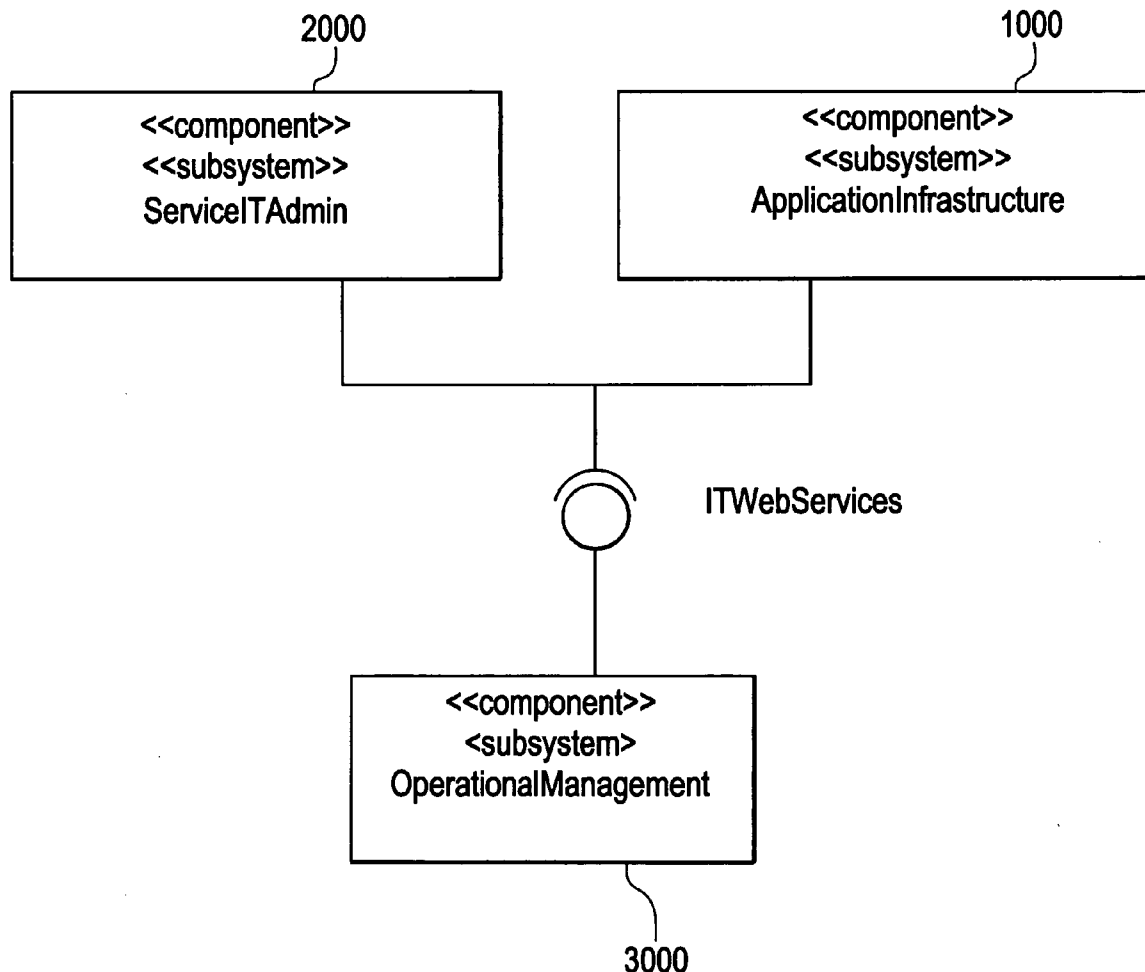 2000
1000
<<component>>
<<subsystem>>
ServiceITAdmin
<<component>>
<<subsystem>>
ApplicationInfrastructure
ITWebServices
<<component>>
<subsystem>
OperationalManagement
3000